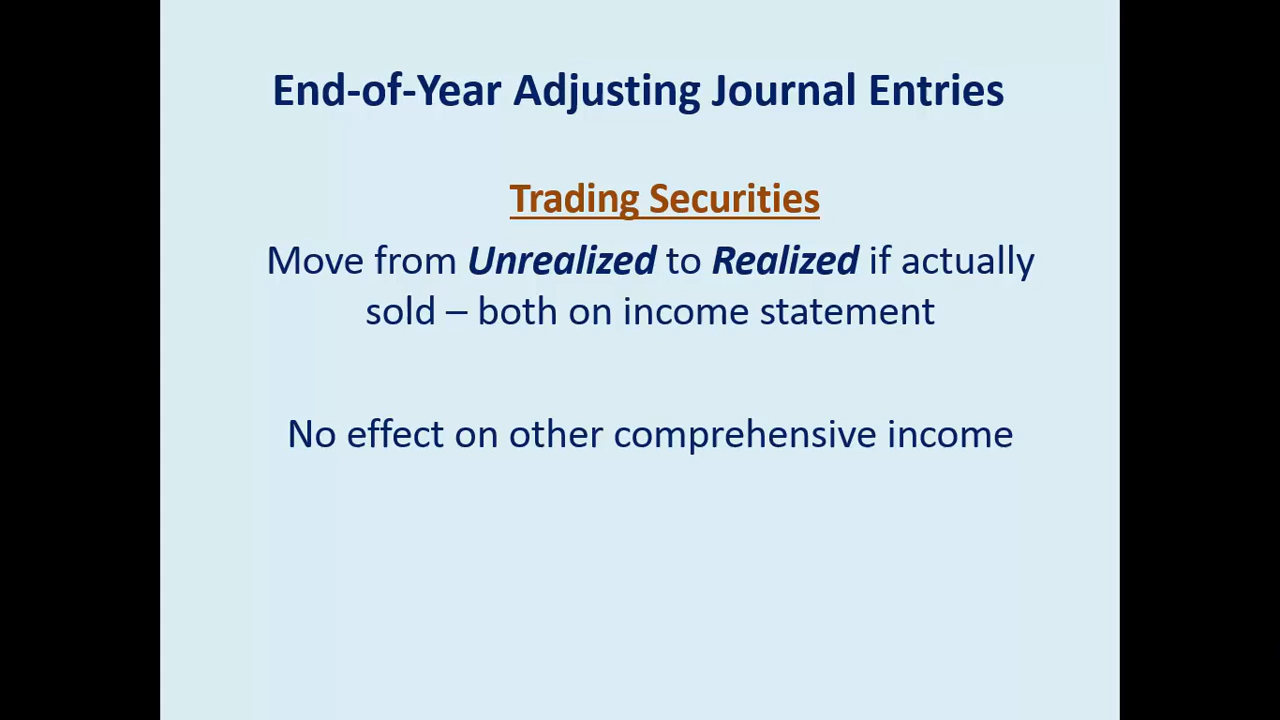 End-of-Year Adjusting Journal Entries
Trading Securities
Move from Unrealized to Realized if actually
sold – both on income statement
No effect on other comprehensive income